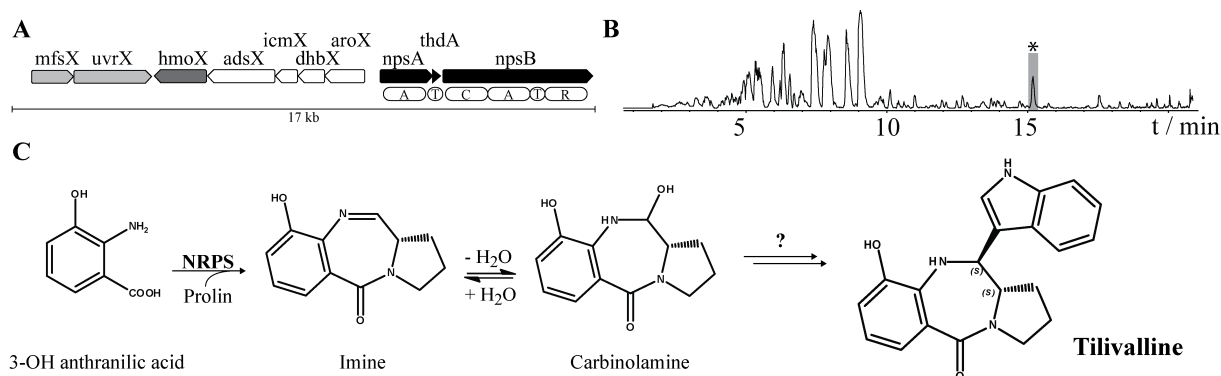 A
icmX aroX thdA
mfsX uvrX hmoX adsX dhbX npsA npsB
A T C A T R
17 kb
B
*
5 10 15 t / min
C
OH
NH₂
COOH
NRPS
Prolin
3-OH anthranilic acid
HO
N
N
O
Imine
- H₂O
+ H₂O
OH
HO
HN
N
O
Carbinolamine
?
H
N
HO
HN
(S)
(S)
N
O
Tilivalline